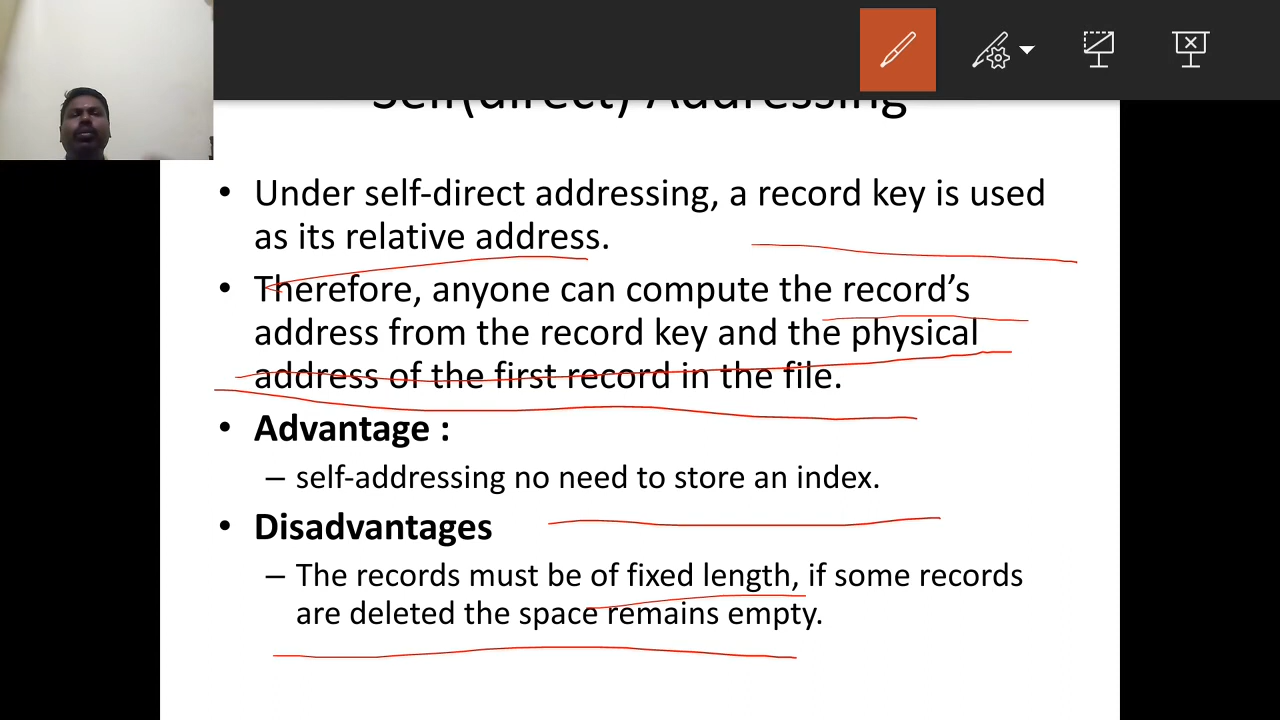 Self(direct) Addressing
• Under self-direct addressing, a record key is used
as its relative address.
• Therefore, anyone can compute the record’s
address from the record key and the physical
address of the first record in the file.
• Advantage :
– self-addressing no need to store an index.
• Disadvantages
– The records must be of fixed length, if some records
are deleted the space remains empty.